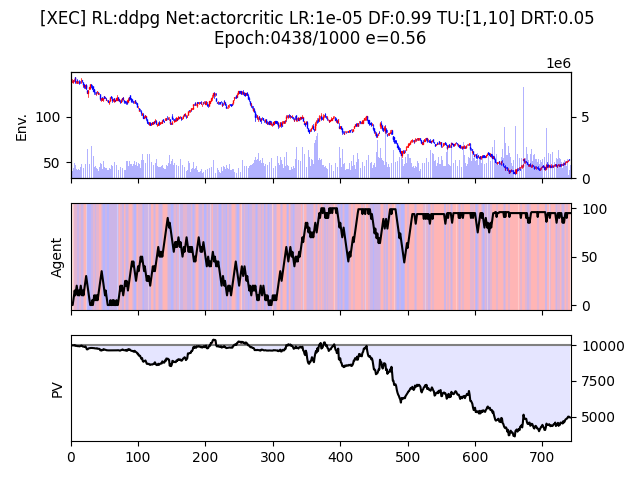 [XEC] RL:ddpg Net:actorcritic LR:1e-05 DF:0.99 TU:[1,10] DRT:0.05
Epoch:0438/1000 e=0.56
1e6
Env.
100
50
5
0
Agent
100
50
0
PV
10000
7500
5000
0 100 200 300 400 500 600 700